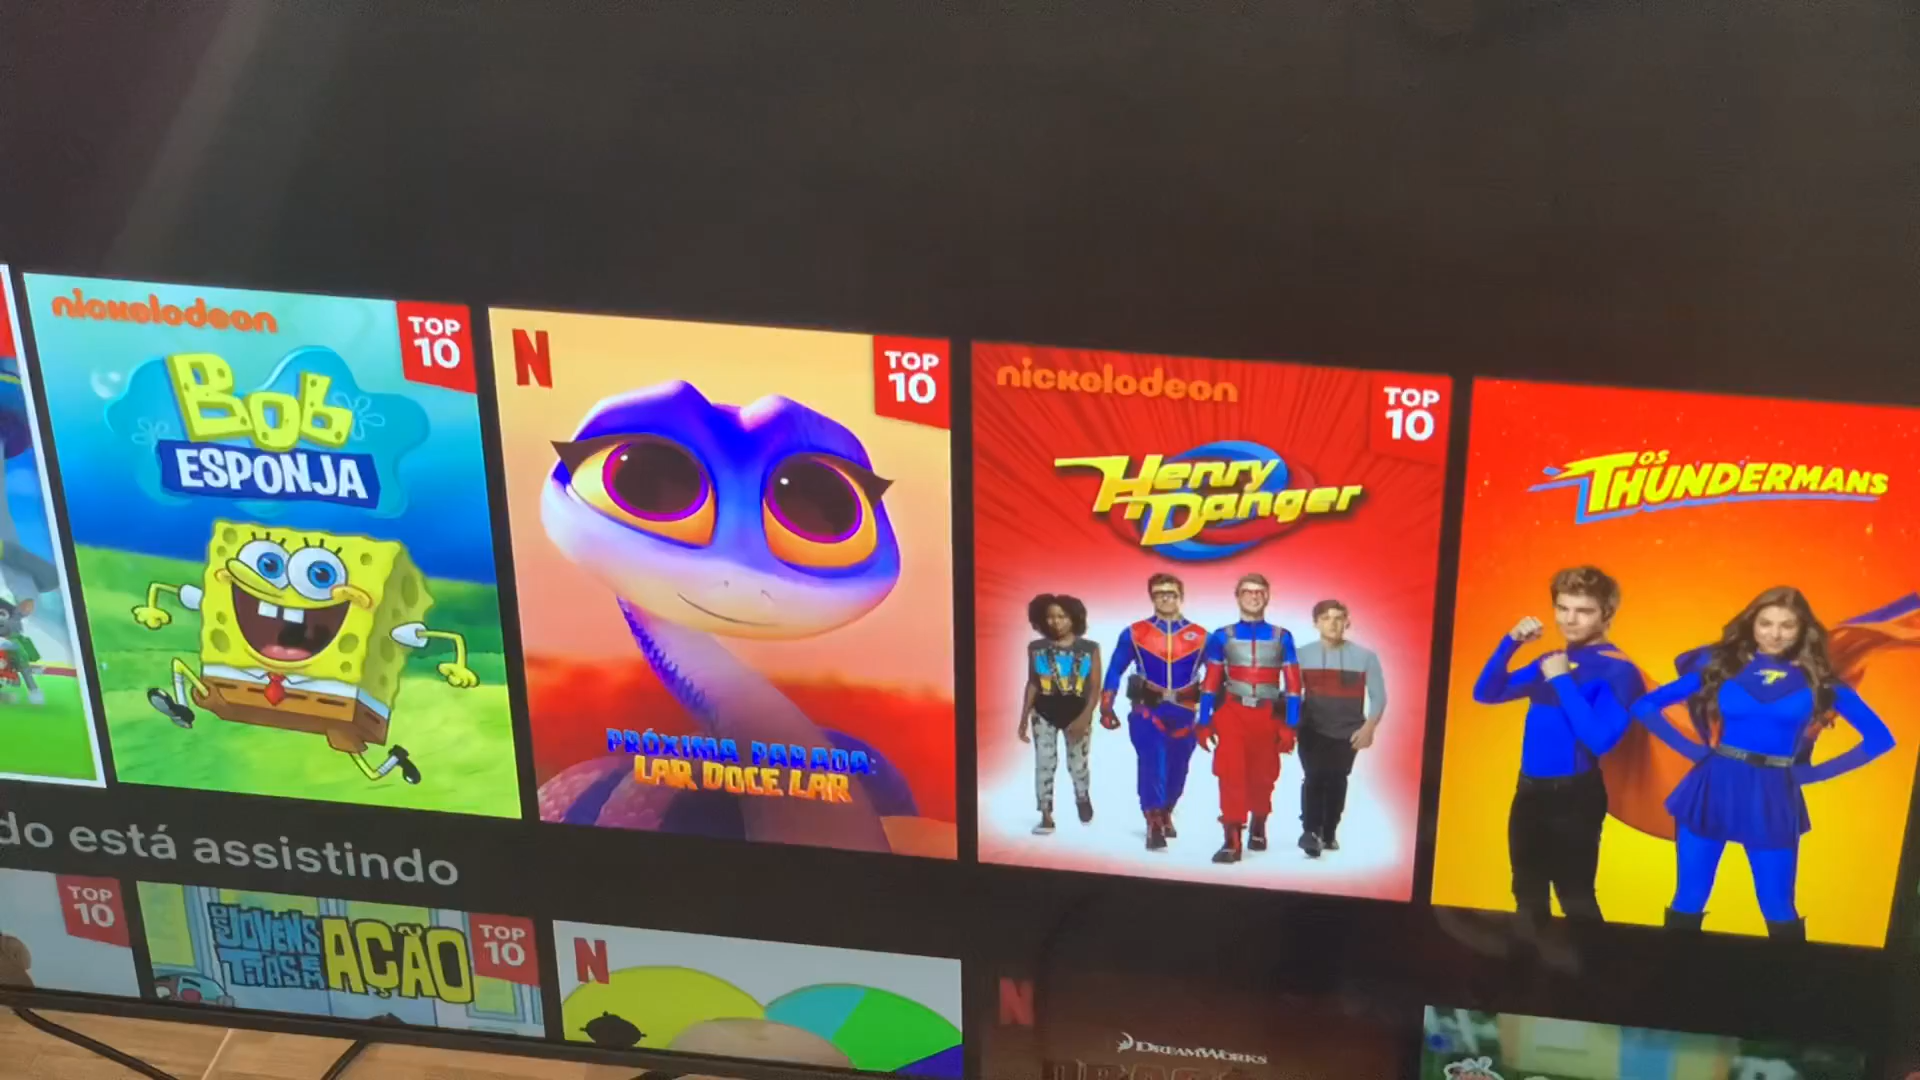 nickelodeon
TOP
10
Bob
ESPONJA
N
TOP
10
PRÓXIMA PARADA:
LAR DOCE LAR
nickelodeon
TOP
10
Henry
Danger
OS
THUNDERMANS
T
do está assistindo
TOP
10
OS JOVENS
TITÃS EM
AÇÃO
TOP
10
N
N
DREAMWORKS